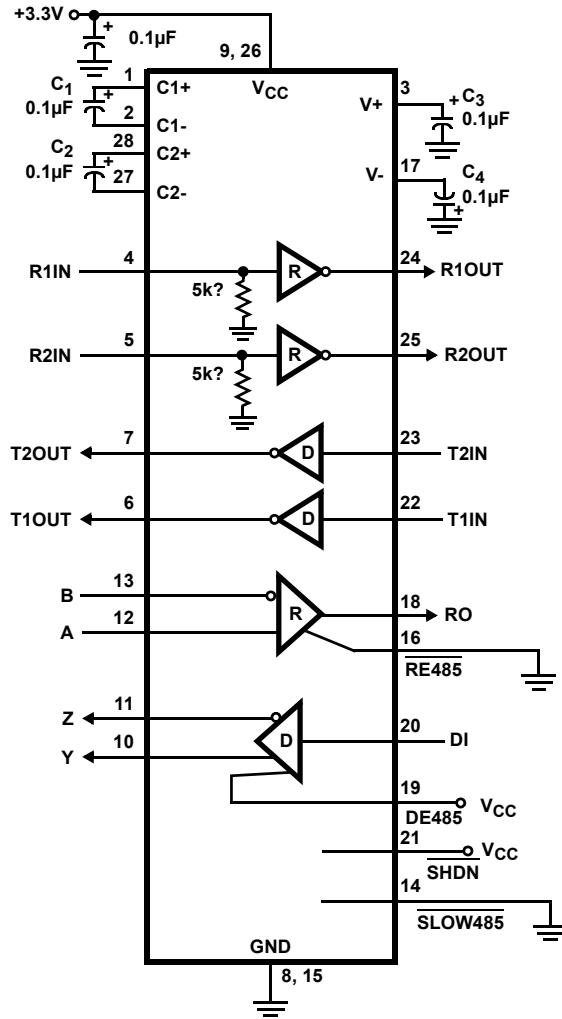 +3.3V
+
0.1µF
9, 26
VCC
C1
0.1µF
+
1
C1+
2
C1-
C2
0.1µF
+
28
C2+
27
C2-
3
V+
+
C3
0.1µF
17
V-
C4
0.1µF
+
R1IN
4
5k?
R
24
R1OUT
R2IN
5
5k?
R
25
R2OUT
T2OUT
7
D
23
T2IN
T1OUT
6
D
22
T1IN
B
13
A
12
R
18
RO
16
RE485
Z
11
Y
10
D
20
DI
19
DE485
VCC
21
SHDN
VCC
14
SLOW485
GND
8, 15